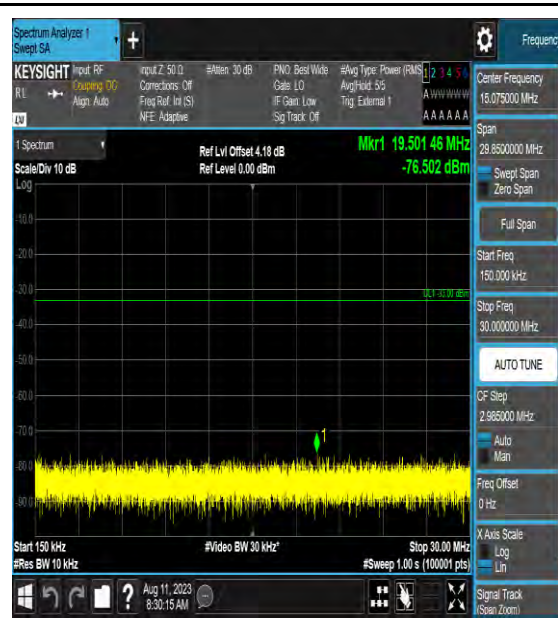 Spectrum Analyzer 1
Swept SA
Frequenc
KEYSIGHT
RL
LW
Input: RF
Coupling: DC
Align: Auto
Input Z: 50 Ω
Corrections: Off
Freq Ref: Int (S)
NFE: Adaptive
#Atten: 30 dB
PNO: Best Wide
Gate: LO
IF Gain: Low
Sig Track: Off
#Avg Type: Power (RMS
Avg|Hold: 5/5
Trig: External 1
1 2 3 4 5 6
A W W W W W
A A A A A A
1 Spectrum
Scale/Div 10 dB
Ref Lvl Offset 4.18 dB
Ref Level 0.00 dBm
Mkr1 19.501 46 MHz
-76.502 dBm
Log
-10.0
-20.0
-30.0
DL1 -33.00 dBm
-40.0
-50.0
-60.0
-70.0
1
-80.0
-90.0
Start 150 kHz
#Video BW 30 kHz*
Stop 30.00 MHz
#Res BW 10 kHz
#Sweep 1.00 s (100001 pts)
?
Aug 11, 2023
8:30:15 AM
Center Frequency
15.075000 MHz
Span
29.8500000 MHz
Swept Span
Zero Span
Full Span
Start Freq
150.000 kHz
Stop Freq
30.000000 MHz
AUTO TUNE
CF Step
2.985000 MHz
Auto
Man
Freq Offset
0 Hz
X Axis Scale
Log
Lin
Signal Track
(Span Zoom)